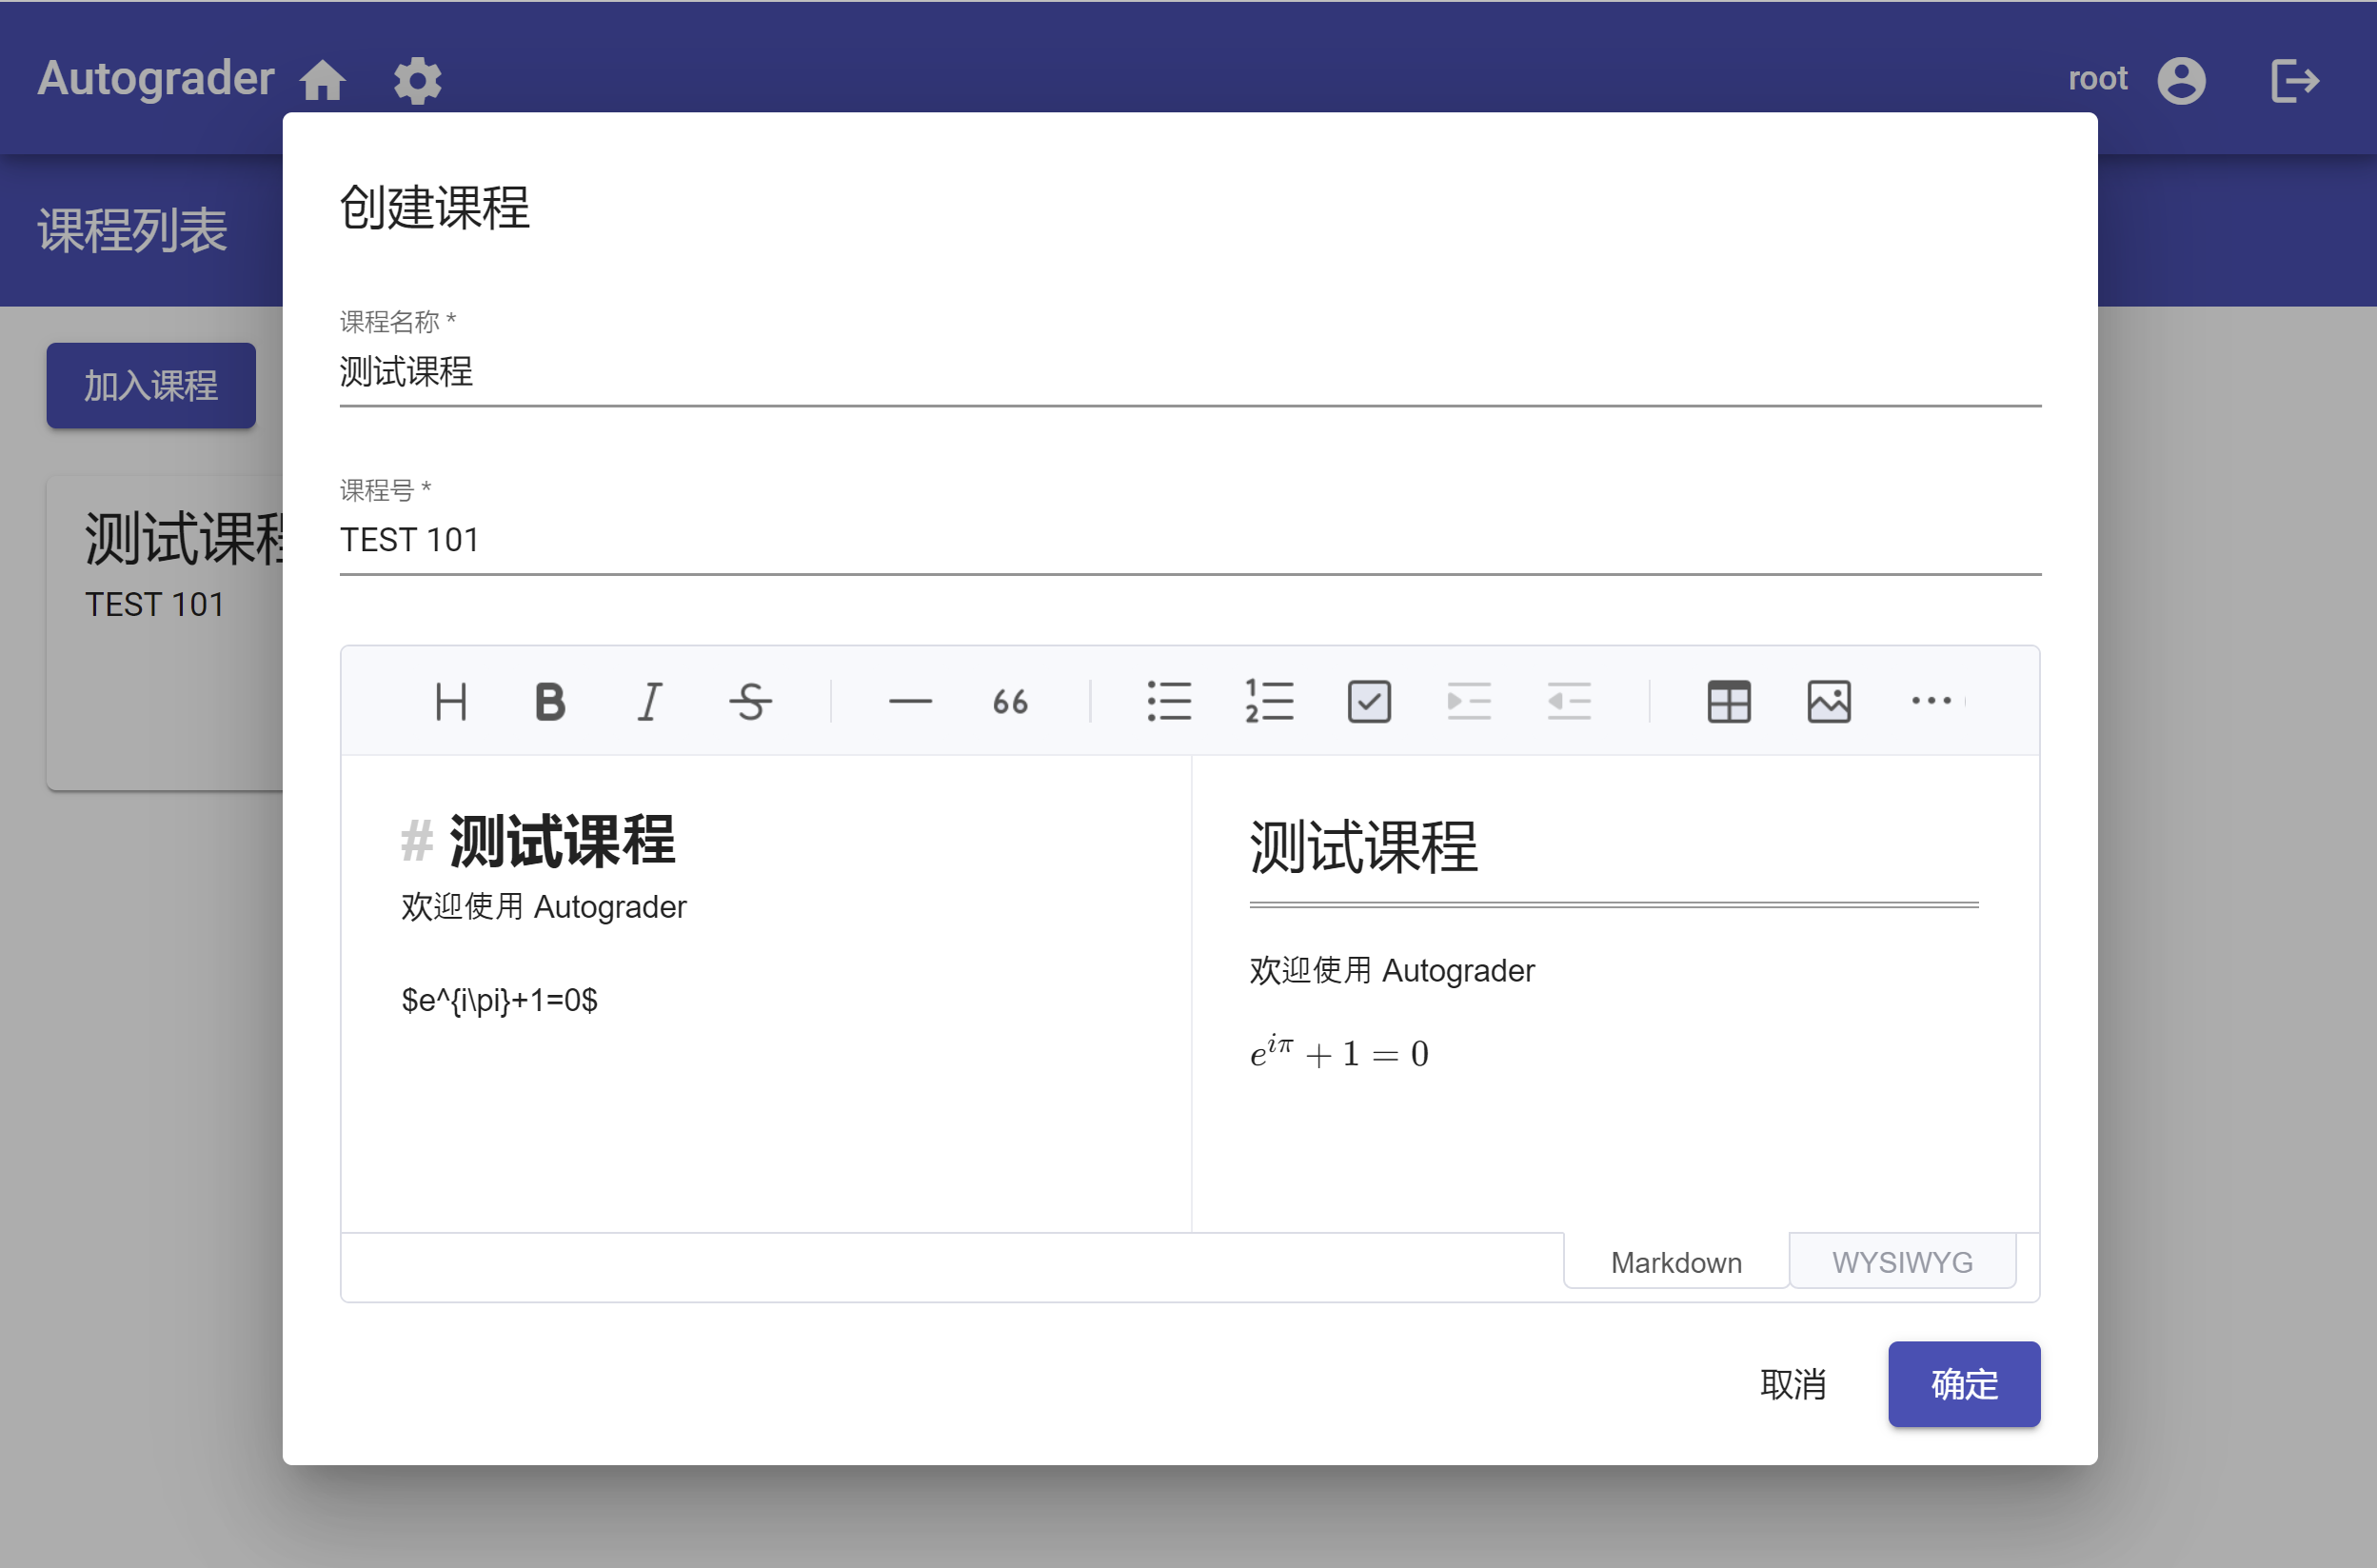 Autograder
root
课程列表
加入课程
测试课程
TEST 101
创建课程
课程名称 *
测试课程
课程号 *
TEST 101
# 测试课程
欢迎使用 Autograder
$e^{i\pi}+1=0$
测试课程
欢迎使用 Autograder
e^{iπ} + 1 = 0
Markdown
WYSIWYG
取消
确定